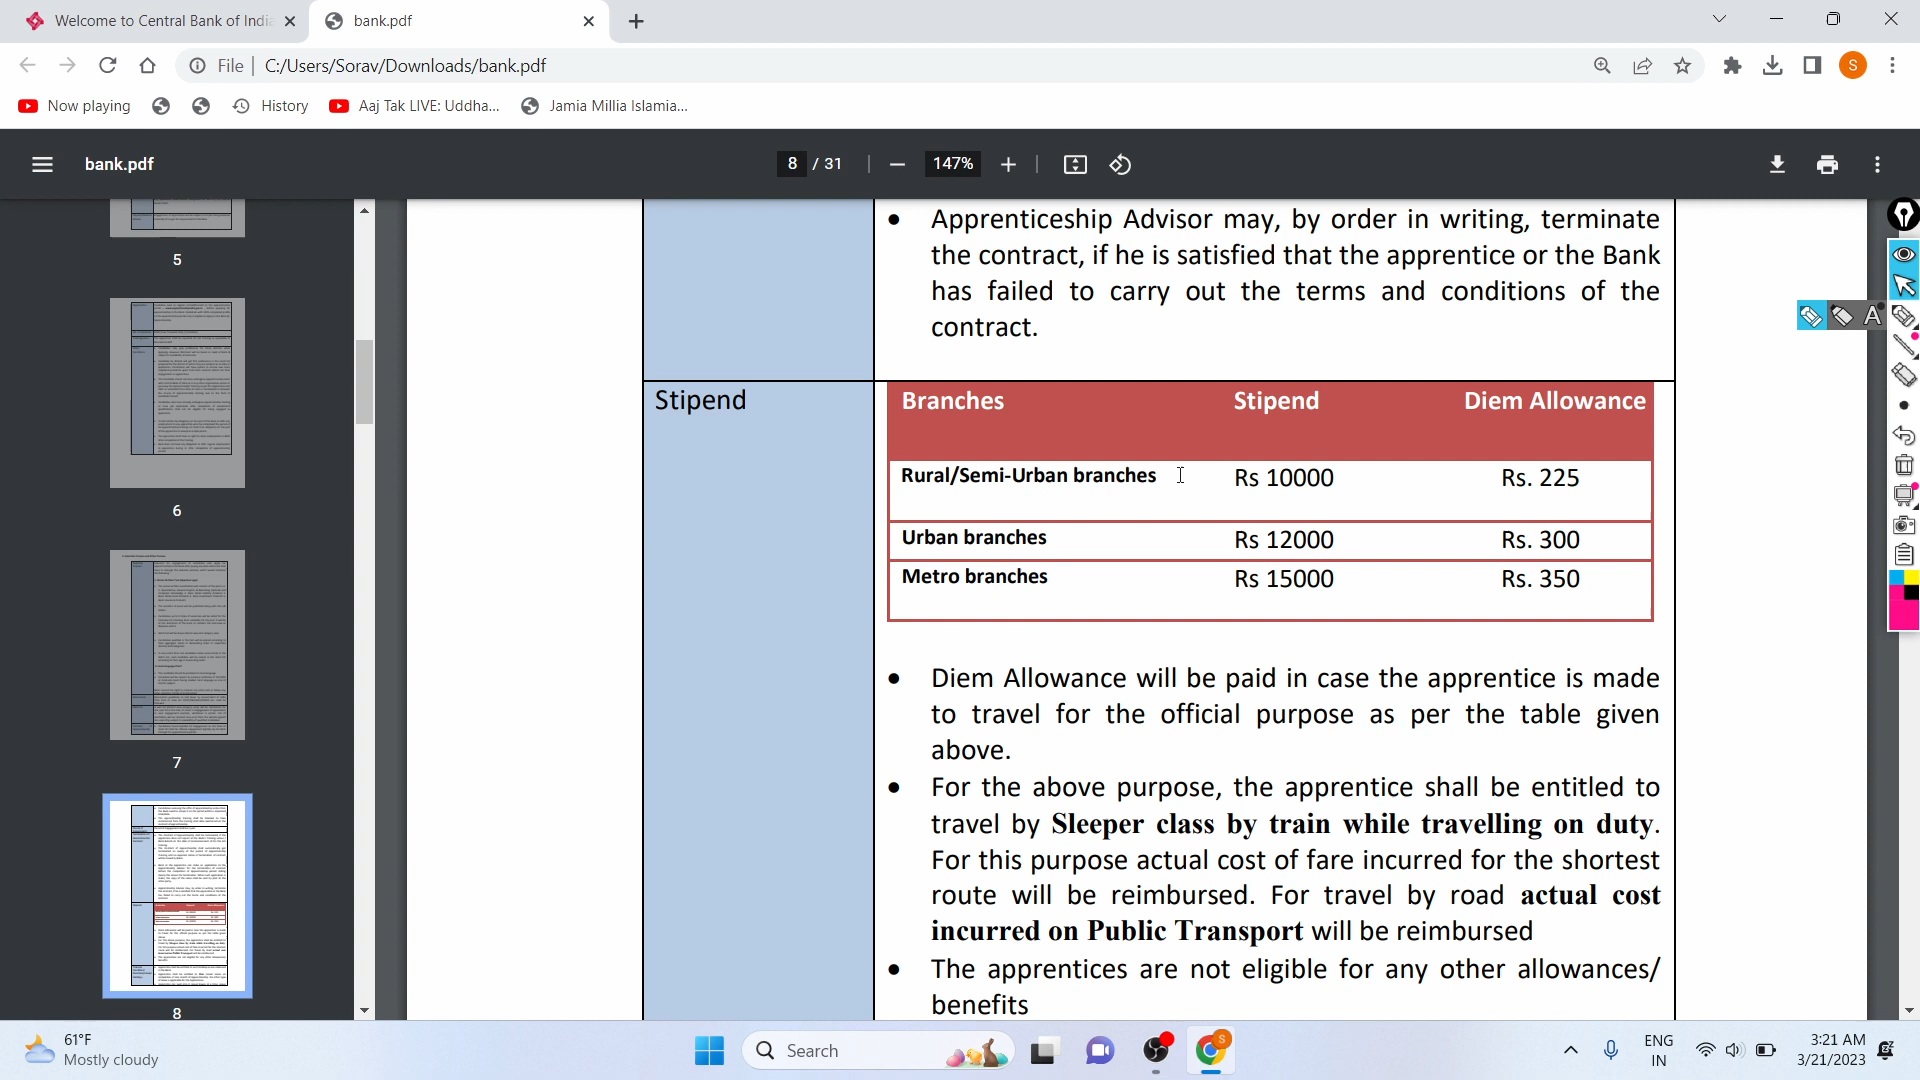 Welcome to Central Bank of India
bank.pdf
File
C:/Users/Sorav/Downloads/bank.pdf
S
Now playing
History
Aaj Tak LIVE: Uddha...
Jamia Millia Islamia...
bank.pdf
8 / 31
147%
5
6
7
8
• Apprenticeship Advisor may, by order in writing, terminate
the contract, if he is satisfied that the apprentice or the Bank
has failed to carry out the terms and conditions of the
contract.
Stipend
Branches Stipend Diem Allowance
Rural/Semi-Urban branches Rs 10000 Rs. 225
Urban branches Rs 12000 Rs. 300
Metro branches Rs 15000 Rs. 350
• Diem Allowance will be paid in case the apprentice is made
to travel for the official purpose as per the table given
above.
• For the above purpose, the apprentice shall be entitled to
travel by Sleeper class by train while travelling on duty.
For this purpose actual cost of fare incurred for the shortest
route will be reimbursed. For travel by road actual cost
incurred on Public Transport will be reimbursed
• The apprentices are not eligible for any other allowances/
benefits
A
61°F
Mostly cloudy
Search
S
ENG
IN
3:21 AM
3/21/2023